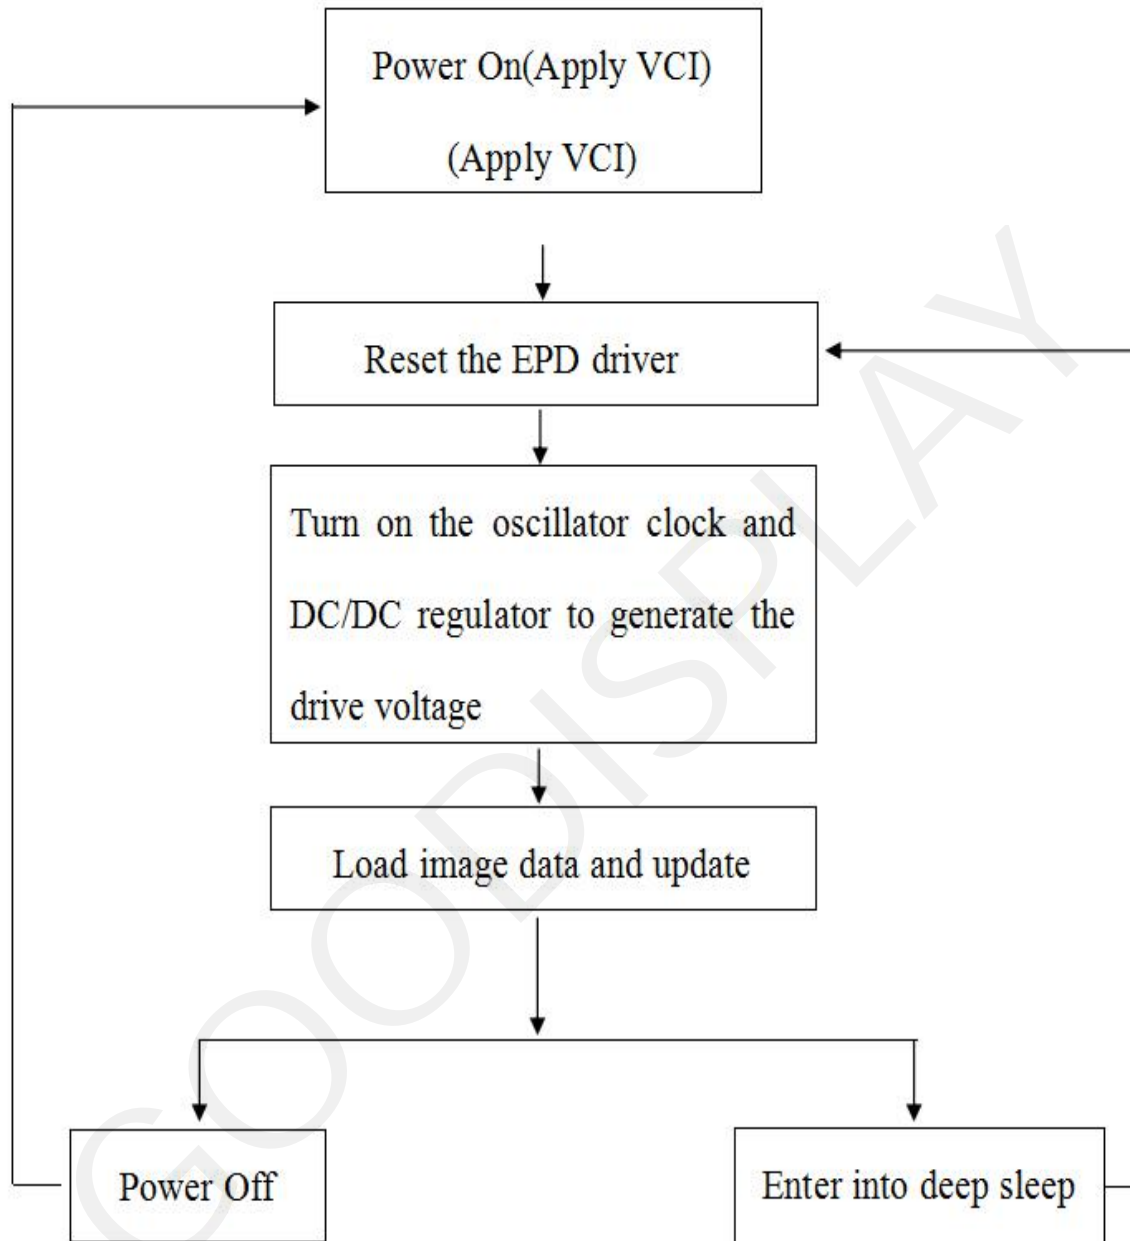 Power On(Apply VCI)
(Apply VCI)
Reset the EPD driver
Turn on the oscillator clock and
DC/DC regulator to generate the
drive voltage
Load image data and update
Power Off
Enter into deep sleep
GOODISPLAY